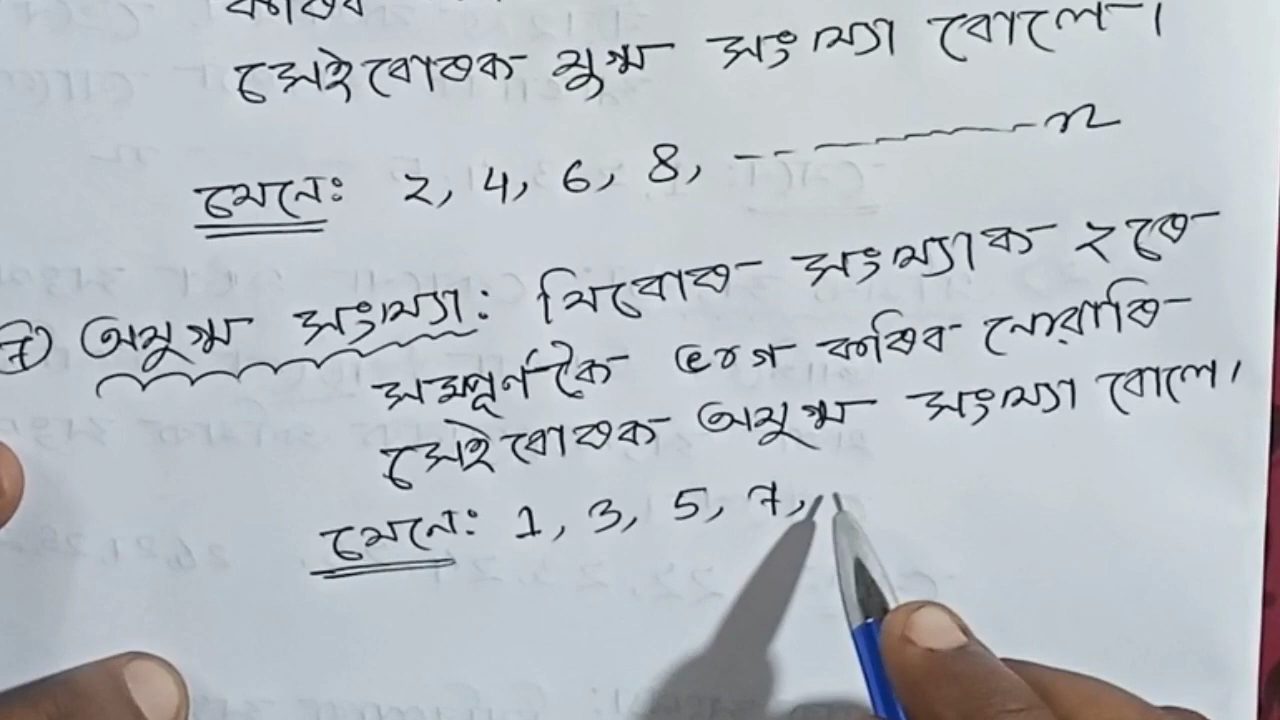 সেইবোৰক যুগ্ম সংখ্যা বোলে।
যেনেঃ 2, 4, 6, 8, ---------- n
7) অযুগ্ম সংখ্যা: যিবোৰ সংখ্যাক 2 ৰে
সম্পূৰ্ণকৈ হৰণ কৰিব নোৱাৰি
সেইবোৰক অযুগ্ম সংখ্যা বোলে।
যেনেঃ 1, 3, 5, 7,